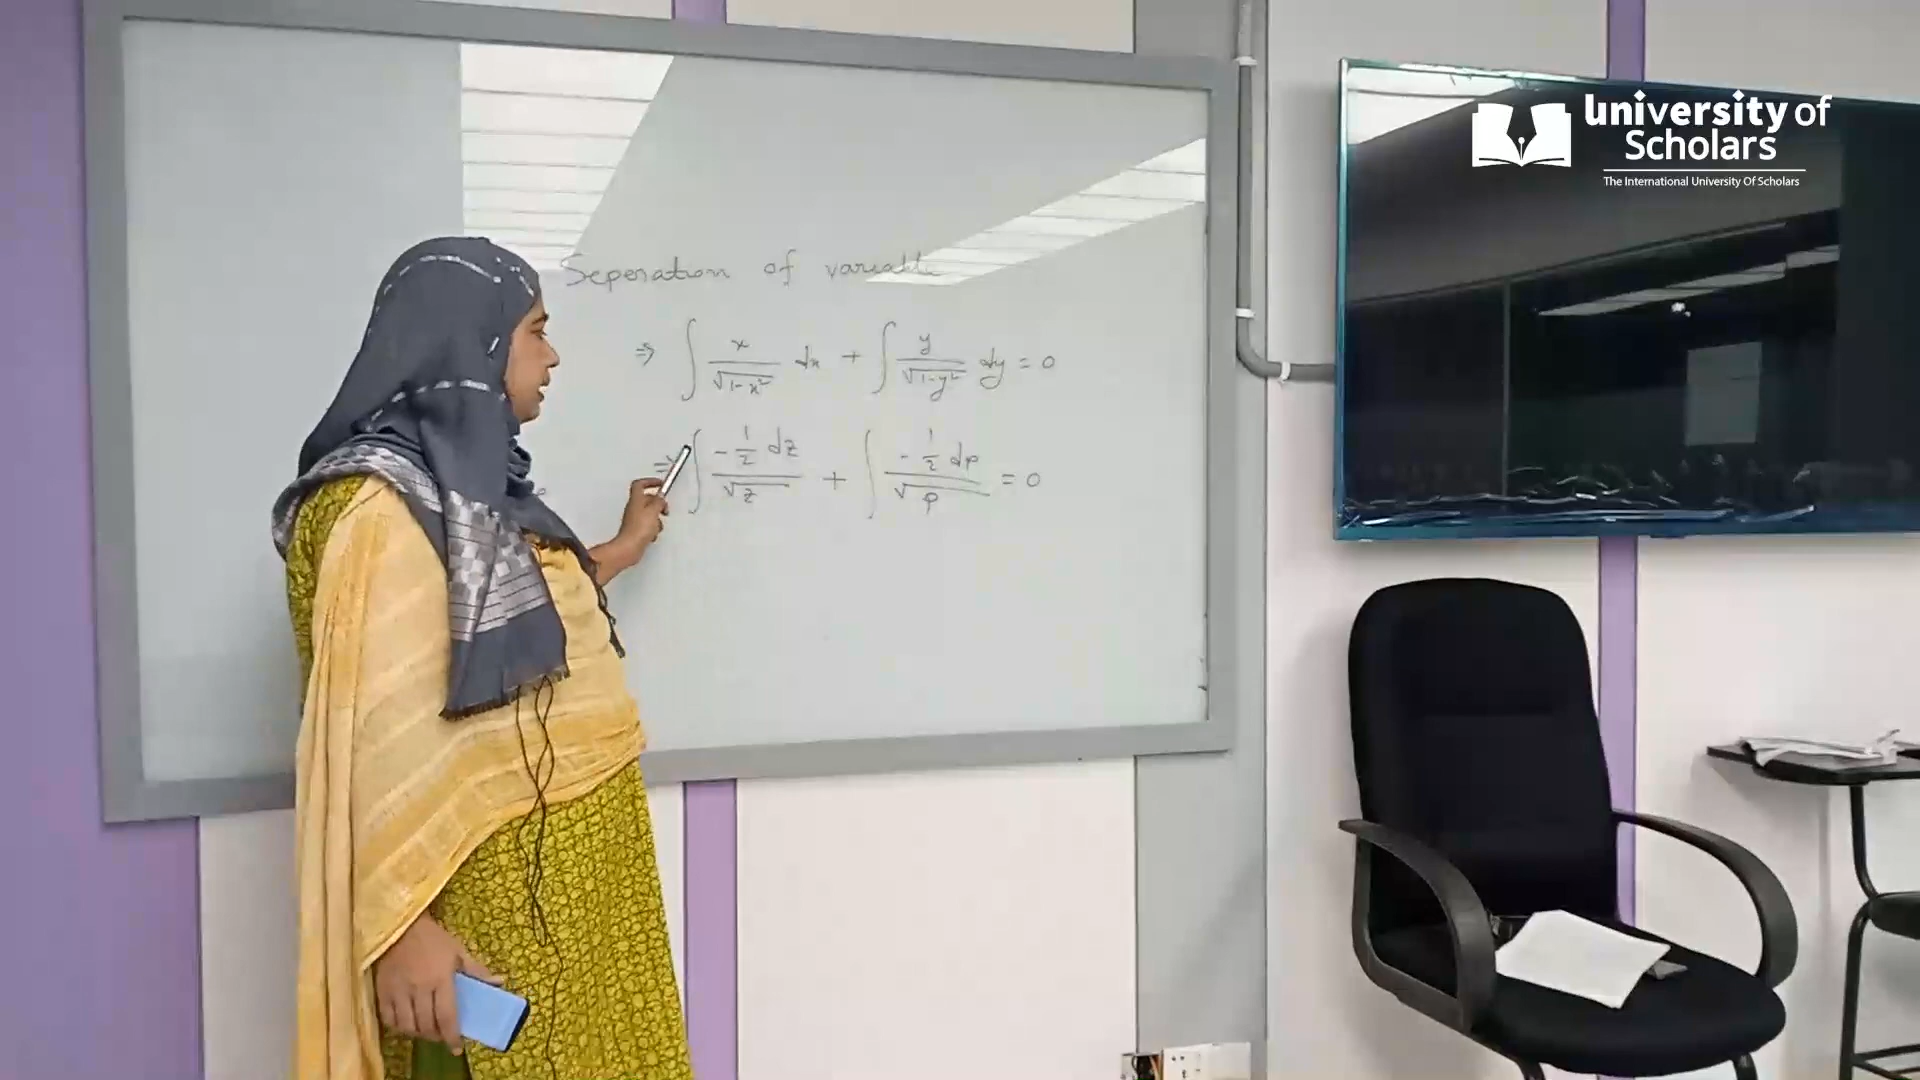 University of
Scholars
The International University Of Scholars
Seperation of variable
⇒ ∫ x/√(1-x²) dx + ∫ y/√(1-y²) dy = 0
⇒ ∫ (-1/2 dz)/√z + ∫ (-1/2 dp)/√p = 0